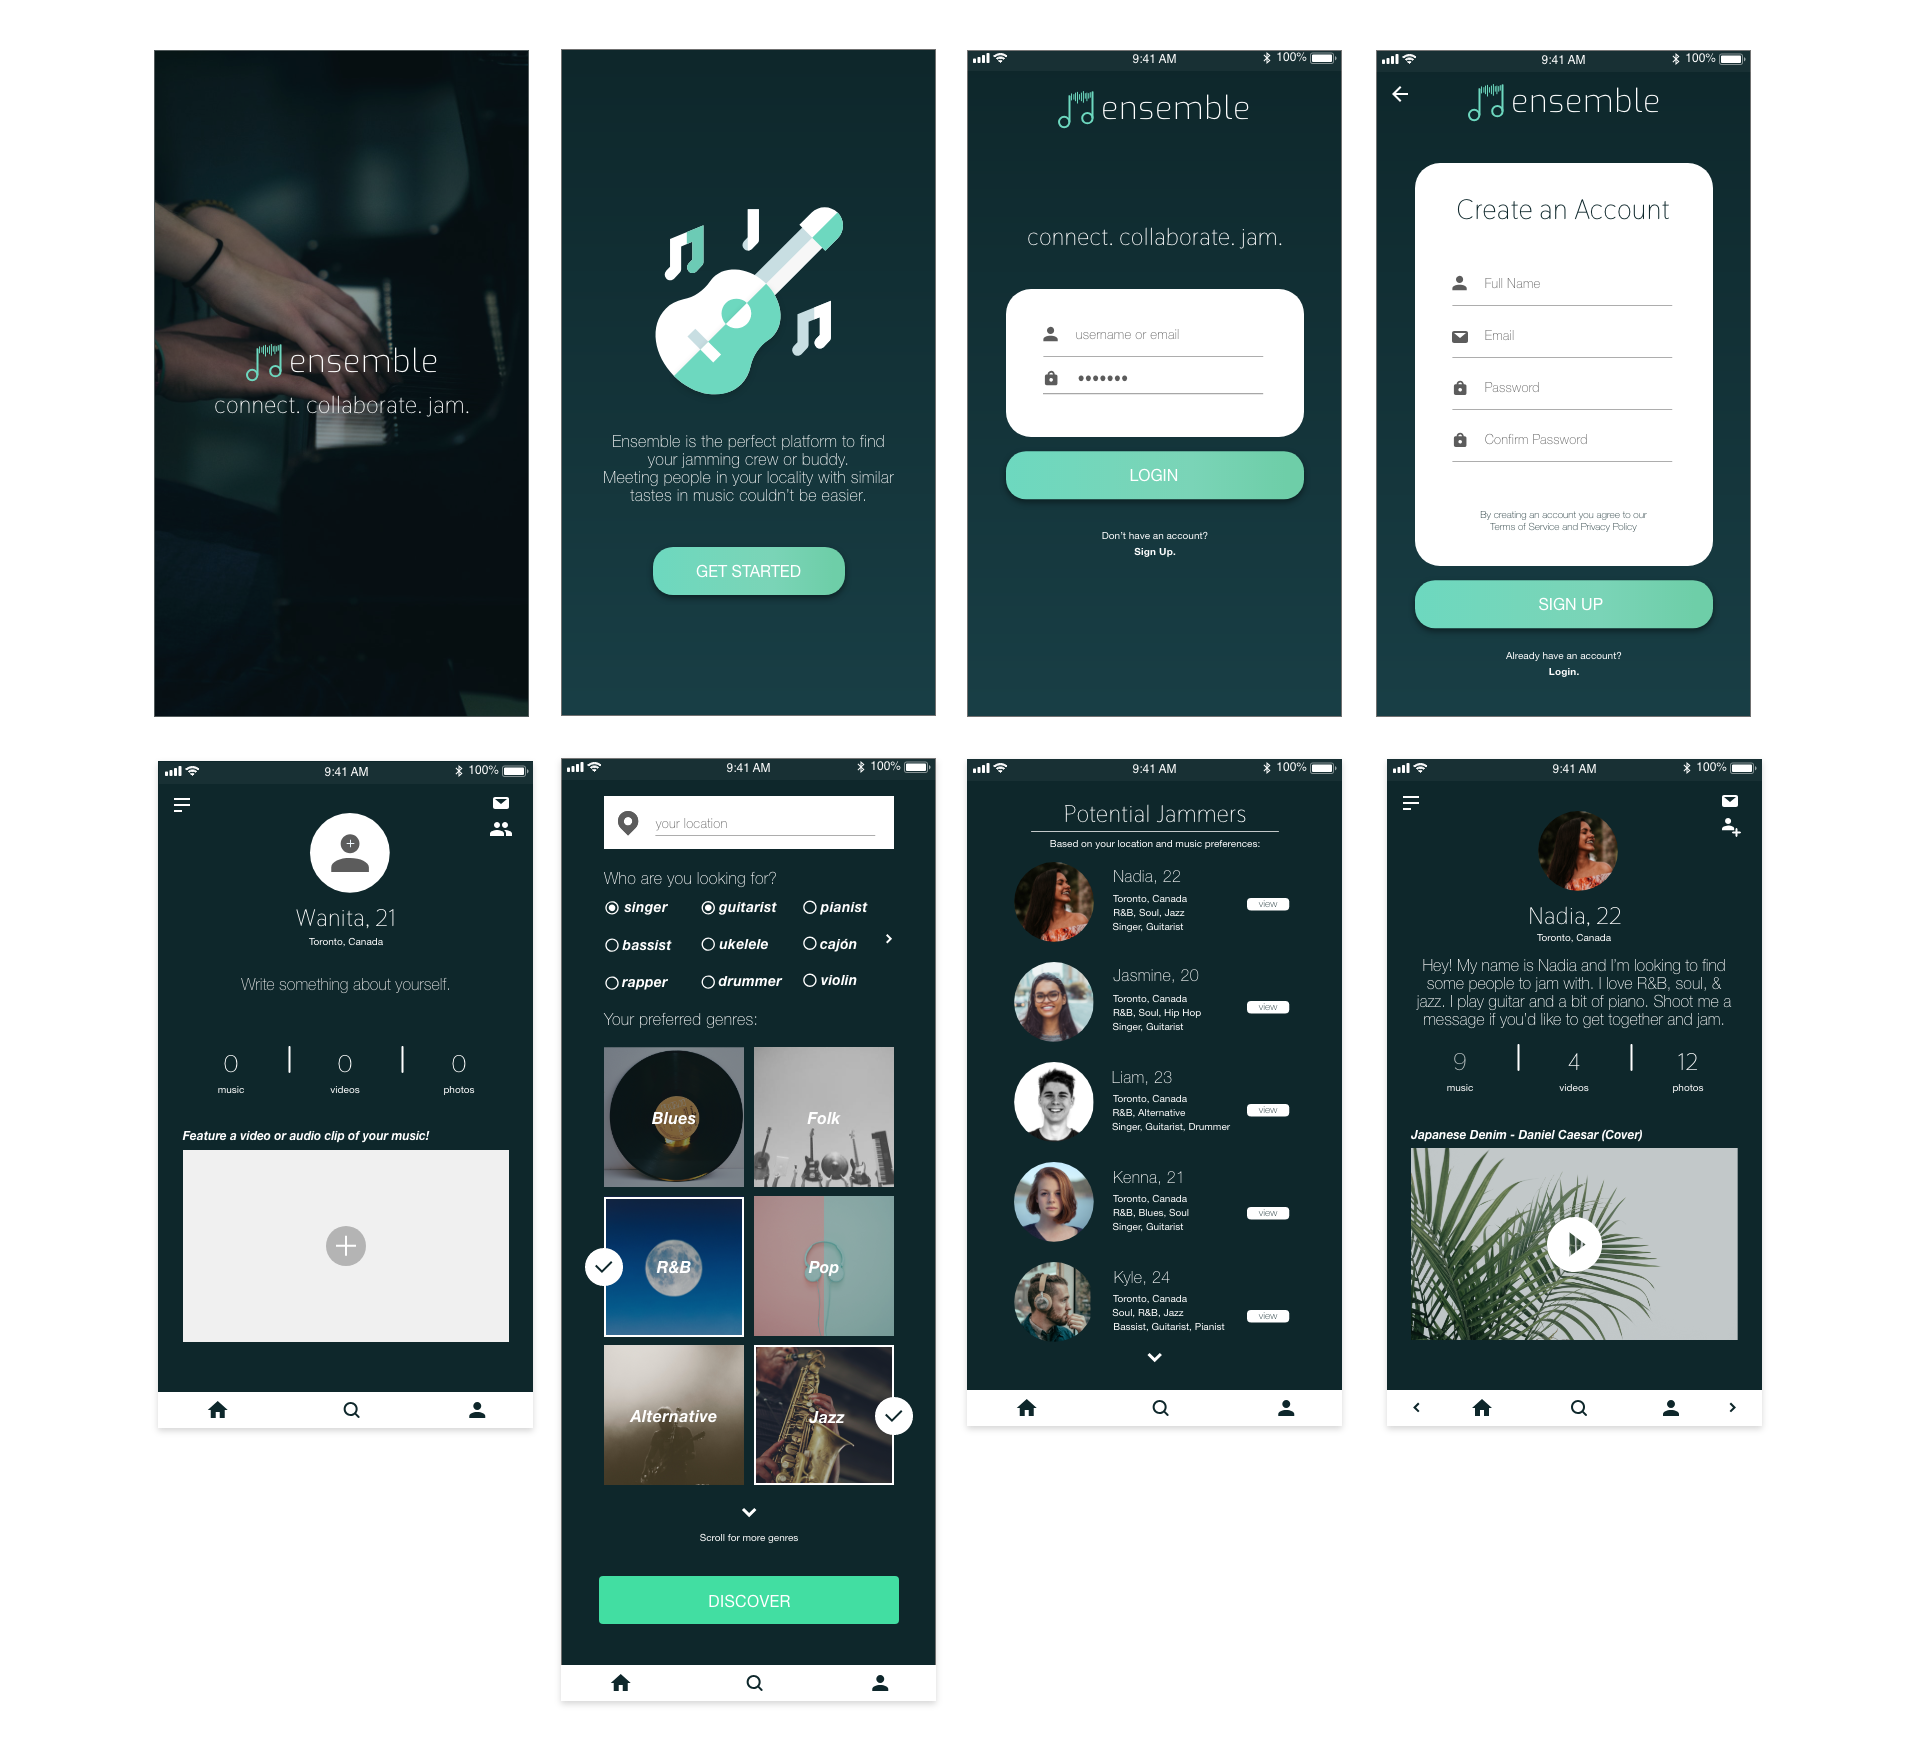 ensemble
connect. collaborate. jam.
Ensemble is the perfect platform to find
your jamming crew or buddy.
Meeting people in your locality with similar
tastes in music couldn't be easier.
GET STARTED
9:41 AM
100%
ensemble
connect. collaborate. jam.
username or email
LOGIN
Don't have an account?
Sign Up.
9:41 AM
100%
ensemble
Create an Account
Full Name
Email
Password
Confirm Password
By creating an account you agree to our
Terms of Service and Privacy Policy
SIGN UP
Already have an account?
Login.
9:41 AM
100%
Wanita, 21
Toronto, Canada
Write something about yourself.
0 0 0
music videos photos
Feature a video or audio clip of your music!
9:41 AM
100%
your location
Who are you looking for?
singer guitarist pianist
bassist ukelele cajón
rapper drummer violin
Your preferred genres:
Blues Folk
R&B Pop
Alternative Jazz
Scroll for more genres
DISCOVER
9:41 AM
100%
Potential Jammers
Based on your location and music preferences:
Nadia, 22
Toronto, Canada
R&B, Soul, Jazz
Singer, Guitarist
view
Jasmine, 20
Toronto, Canada
R&B, Soul, Hip Hop
Singer, Guitarist
view
Liam, 23
Toronto, Canada
R&B, Alternative
Singer, Guitarist, Drummer
view
Kenna, 21
Toronto, Canada
R&B, Blues, Soul
Singer, Guitarist
view
Kyle, 24
Toronto, Canada
Soul, R&B, Jazz
Bassist, Guitarist, Pianist
view
9:41 AM
100%
Nadia, 22
Toronto, Canada
Hey! My name is Nadia and I'm looking to find
some people to jam with. I love R&B, soul, &
jazz. I play guitar and a bit of piano. Shoot me a
message if you'd like to get together and jam.
9 4 12
music videos photos
Japanese Denim - Daniel Caesar (Cover)